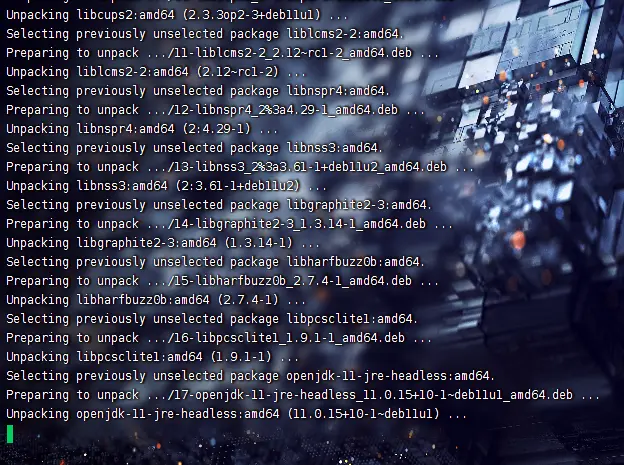 Unpacking libcups2:amd64 (2.3.3op2-3+deb11u1) ...
Selecting previously unselected package liblcms2-2:amd64.
Preparing to unpack .../11-liblcms2-2_2.12~rc1-2_amd64.deb ...
Unpacking liblcms2-2:amd64 (2.12~rc1-2) ...
Selecting previously unselected package libnspr4:amd64.
Preparing to unpack .../12-libnspr4_2%3a4.29-1_amd64.deb ...
Unpacking libnspr4:amd64 (2:4.29-1) ...
Selecting previously unselected package libnss3:amd64.
Preparing to unpack .../13-libnss3_2%3a3.61-1+deb11u2_amd64.deb ...
Unpacking libnss3:amd64 (2:3.61-1+deb11u2) ...
Selecting previously unselected package libgraphite2-3:amd64.
Preparing to unpack .../14-libgraphite2-3_1.3.14-1_amd64.deb ...
Unpacking libgraphite2-3:amd64 (1.3.14-1) ...
Selecting previously unselected package libharfbuzz0b:amd64.
Preparing to unpack .../15-libharfbuzz0b_2.7.4-1_amd64.deb ...
Unpacking libharfbuzz0b:amd64 (2.7.4-1) ...
Selecting previously unselected package libpcsclite1:amd64.
Preparing to unpack .../16-libpcsclite1_1.9.1-1_amd64.deb ...
Unpacking libpcsclite1:amd64 (1.9.1-1) ...
Selecting previously unselected package openjdk-11-jre-headless:amd64.
Preparing to unpack .../17-openjdk-11-jre-headless_11.0.15+10-1~deb11u1_amd64.deb ...
Unpacking openjdk-11-jre-headless:amd64 (11.0.15+10-1~deb11u1) ...